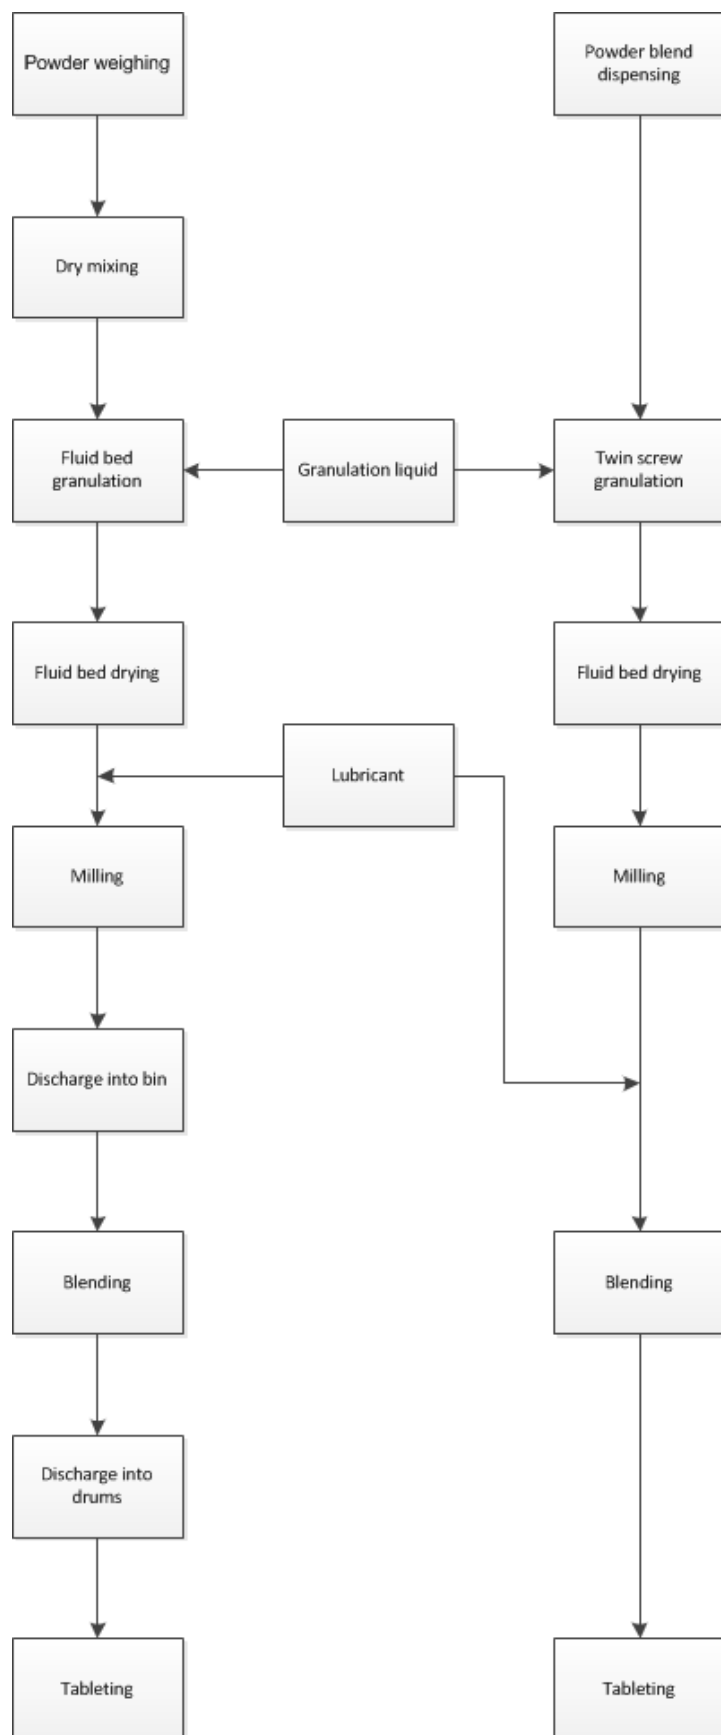 Powder weighing
Powder blend
dispensing
Dry mixing
Fluid bed
granulation
Granulation liquid
Twin screw
granulation
Fluid bed drying
Fluid bed drying
Lubricant
Milling
Milling
Discharge into bin
Blending
Blending
Discharge into
drums
Tableting
Tableting